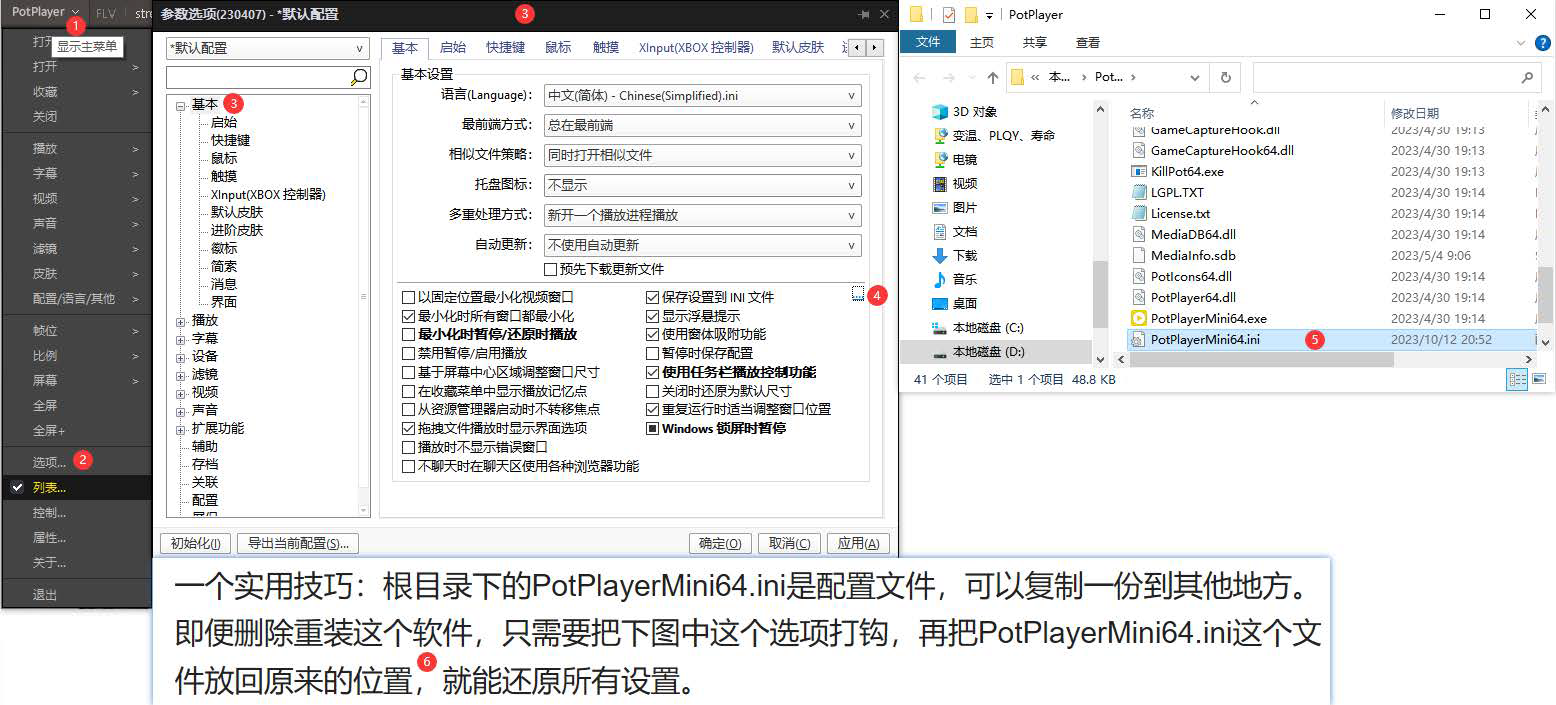 PotPlayer
FLV
str
1
打开
显示主菜单
打开 >
收藏 >
关闭
播放 >
字幕 >
视频 >
声音 >
滤镜 >
皮肤 >
配置/语言/其他 >
帧位 >
比例 >
屏幕 >
全屏
全屏+
选项... 2
列表...
控制...
属性...
关于...
退出
参数选项(230407) - *默认配置
3
*默认配置
基本 3
启始
快捷键
鼠标
触摸
XInput(XBOX 控制器)
默认皮肤
进阶皮肤
徽标
简索
消息
界面
播放
字幕
设备
滤镜
视频
声音
扩展功能
辅助
存档
关联
配置
基本 启始 快捷键 鼠标 触摸 XInput(XBOX 控制器) 默认皮肤
基本设置
语言(Language): 中文(简体) - Chinese(Simplified).ini
最前端方式: 总在最前端
相似文件策略: 同时打开相似文件
托盘图标: 不显示
多重处理方式: 新开一个播放进程播放
自动更新: 不使用自动更新
预先下载更新文件
以固定位置最小化视频窗口 保存设置到 INI 文件 ... 4
最小化时所有窗口都最小化 显示浮悬提示
最小化时暂停/还原时播放 使用窗体吸附功能
禁用暂停/启用播放 暂停时保存配置
基于屏幕中心区域调整窗口尺寸 使用任务栏播放控制功能
在收藏菜单中显示播放记忆点 关闭时还原为默认尺寸
从资源管理器启动时不转移焦点 重复运行时适当调整窗口位置
拖拽文件播放时显示界面选项 Windows 锁屏时暂停
播放时不显示错误窗口
不聊天时在聊天区使用各种浏览器功能
初始化(I) 导出当前配置(S)... 确定(O) 取消(C) 应用(A)
PotPlayer
文件 主页 共享 查看
« 本... > Pot... >
3D 对象
变温、PLQY、寿命
电镜
视频
图片
文档
下载
音乐
桌面
本地磁盘 (C:)
本地磁盘 (D:)
名称 修改日期
GameCaptureHook.dll 2023/4/30 19:13
GameCaptureHook64.dll 2023/4/30 19:13
KillPot64.exe 2023/4/30 19:13
LGPL.TXT 2023/4/30 19:14
License.txt 2023/4/30 19:14
MediaDB64.dll 2023/4/30 19:14
MediaInfo.sdb 2023/5/4 9:06
PotIcons64.dll 2023/4/30 19:14
PotPlayer64.dll 2023/4/30 19:14
PotPlayerMini64.exe 2023/4/30 19:14
PotPlayerMini64.ini 5 2023/10/12 20:52
41 个项目 选中 1 个项目 48.8 KB
一个实用技巧：根目录下的PotPlayerMini64.ini是配置文件，可以复制一份到其他地方。
即便删除重装这个软件，只需要把下图中这个选项打钩，再把PotPlayerMini64.ini这个文
件放回原来的位置，就能还原所有设置。
6